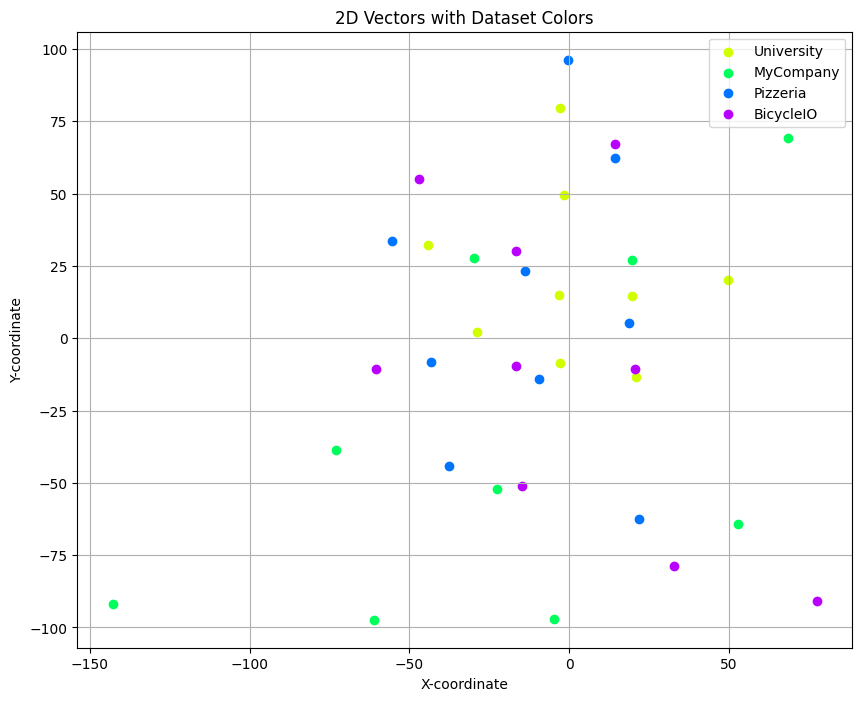 2D Vectors with Dataset Colors
University
MyCompany
Pizzeria
BicycleIO
100
75
50
25
0
−25
−50
−75
−100
Y-coordinate
−150
−100
−50
0
50
X-coordinate